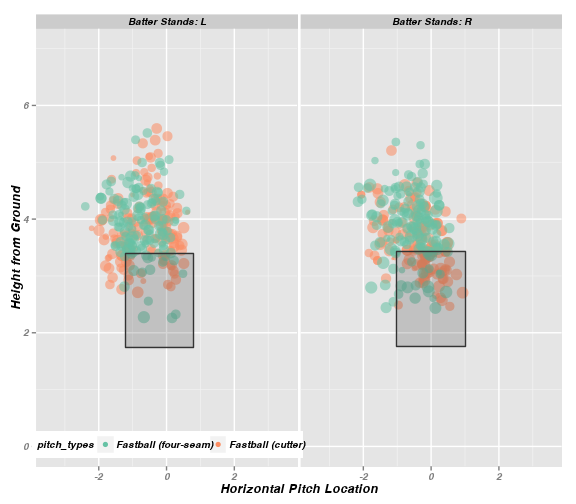 Batter Stands: L
Batter Stands: R
6
4
2
0
Height from Ground
pitch_types
Fastball (four-seam)
Fastball (cutter)
-2
0
2
-2
0
2
Horizontal Pitch Location